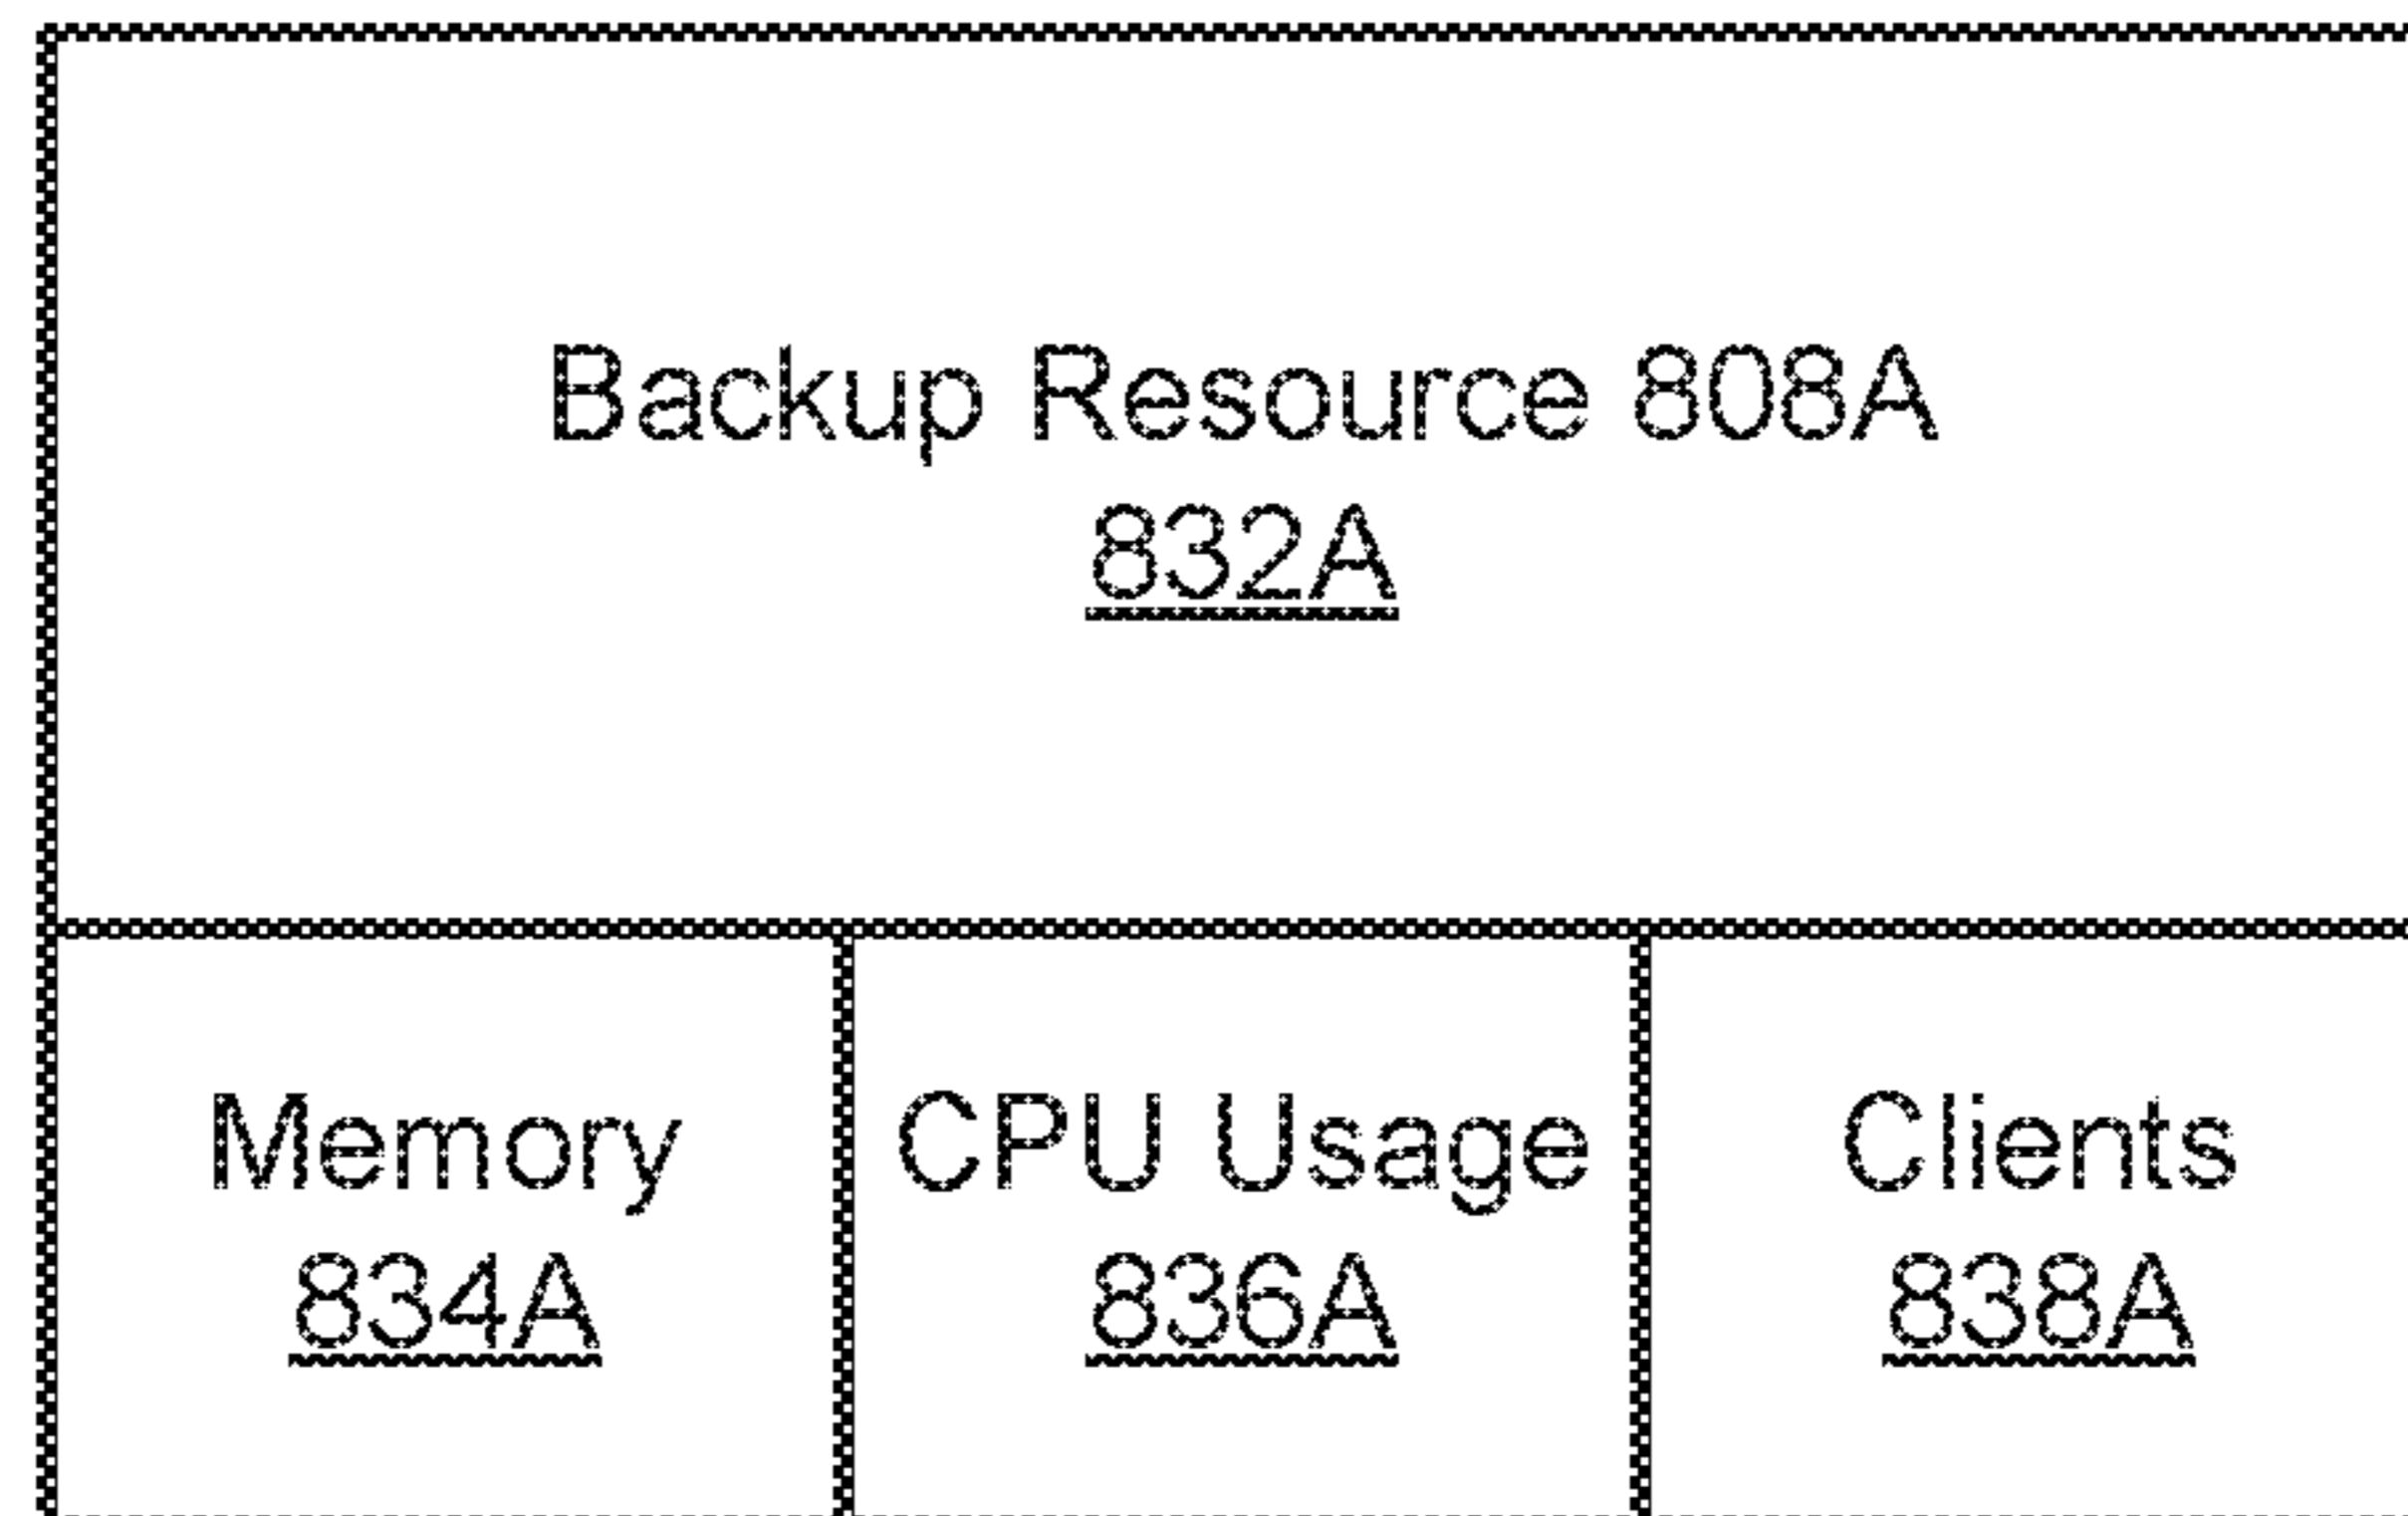 Backup Resource 808A
832A
Memory
834A
CPU Usage
836A
Clients
838A